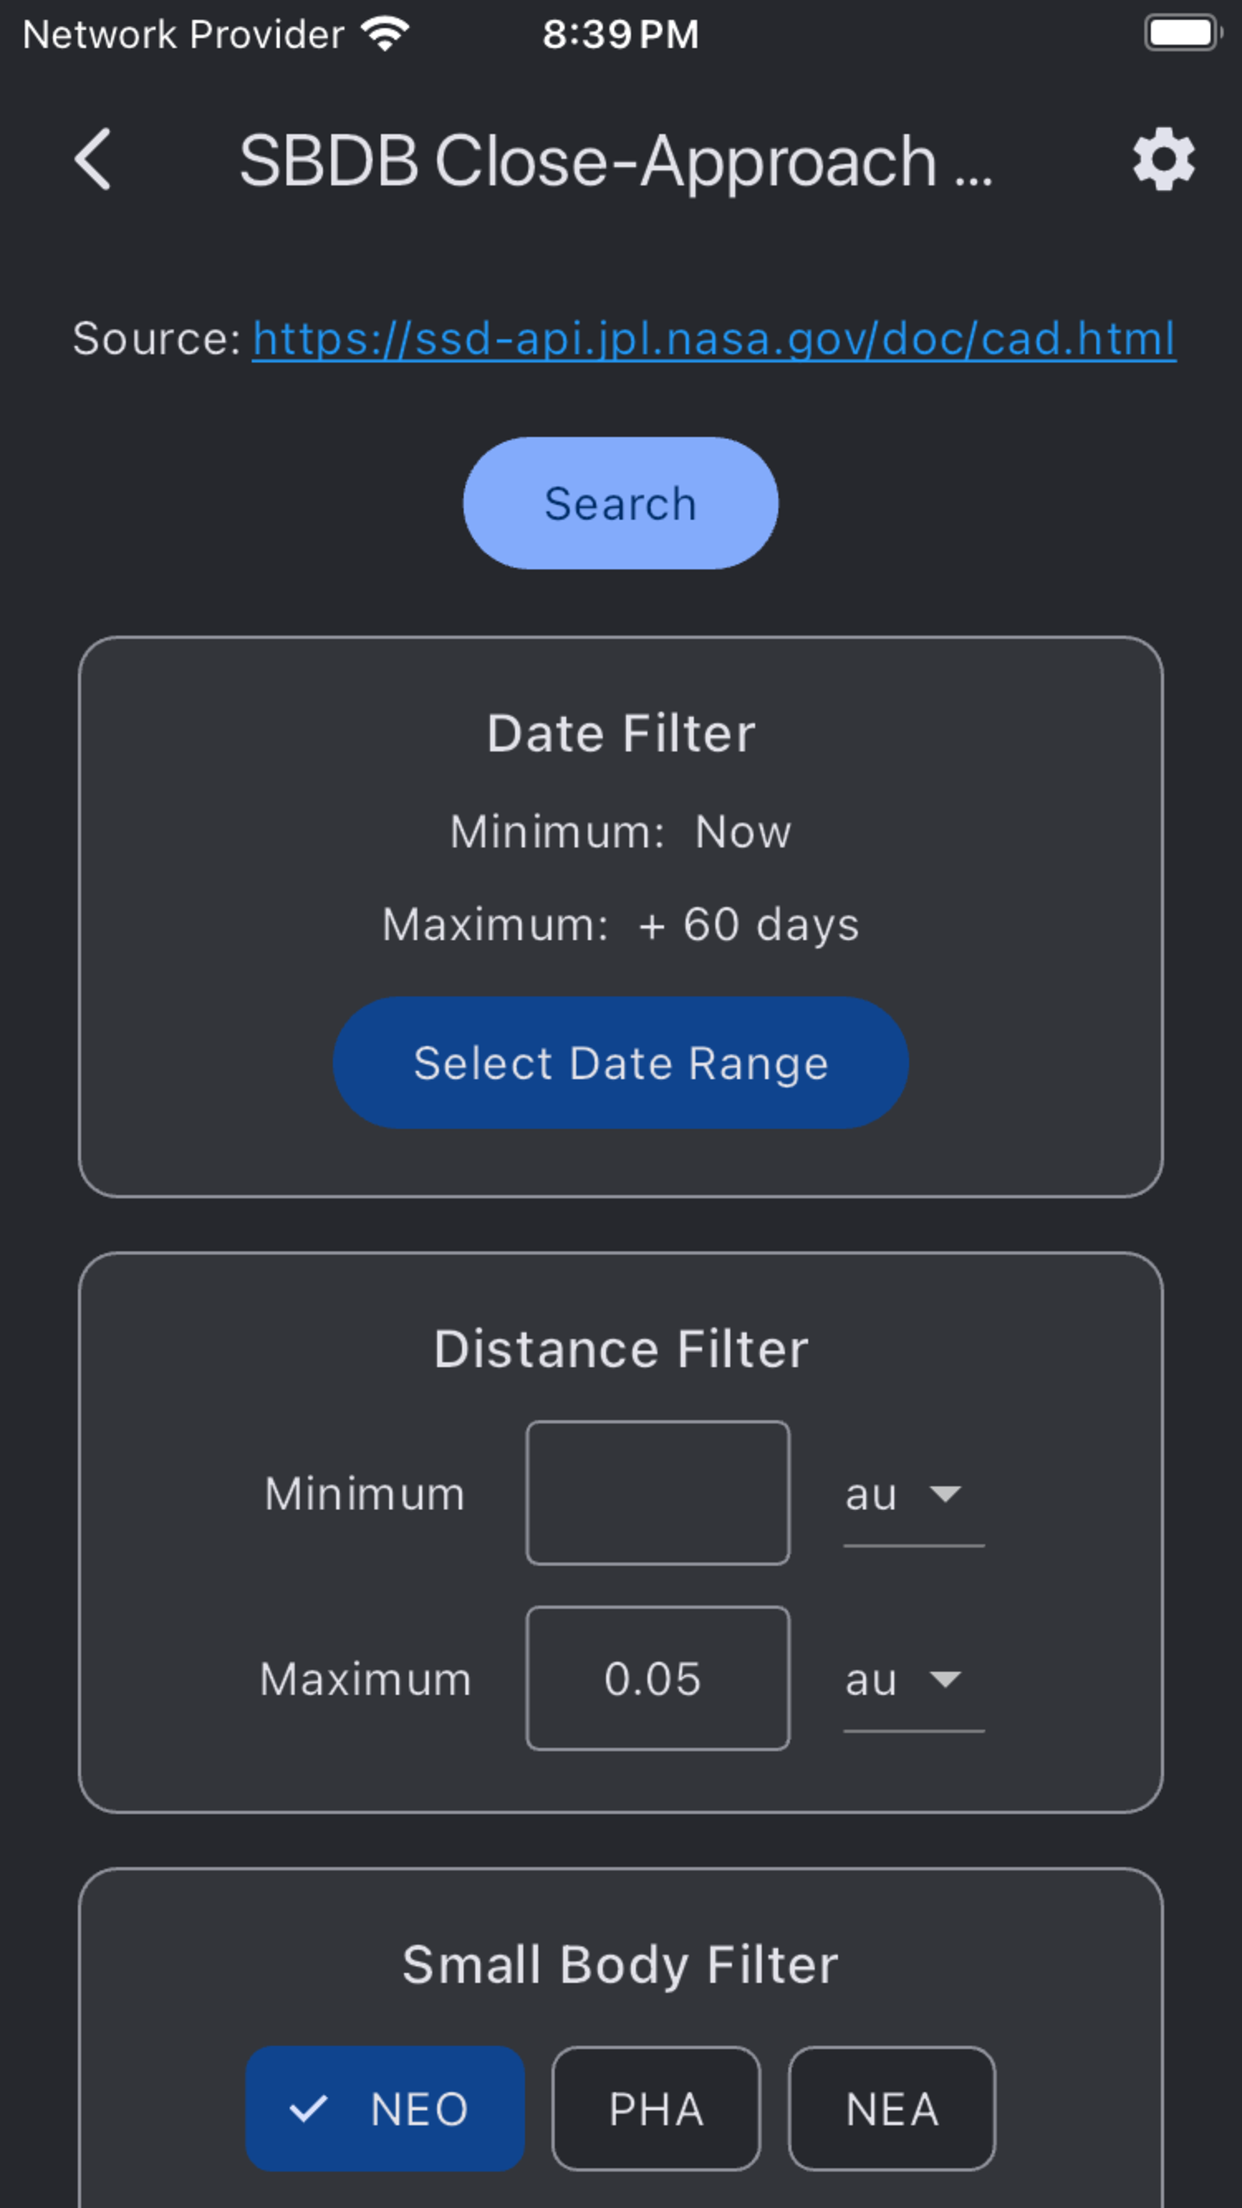 Network Provider 8:39 PM
SBDB Close-Approach ...
Source: https://ssd-api.jpl.nasa.gov/doc/cad.html
Search
Date Filter
Minimum: Now
Maximum: + 60 days
Select Date Range
Distance Filter
Minimum au
Maximum 0.05 au
Small Body Filter
NEO PHA NEA